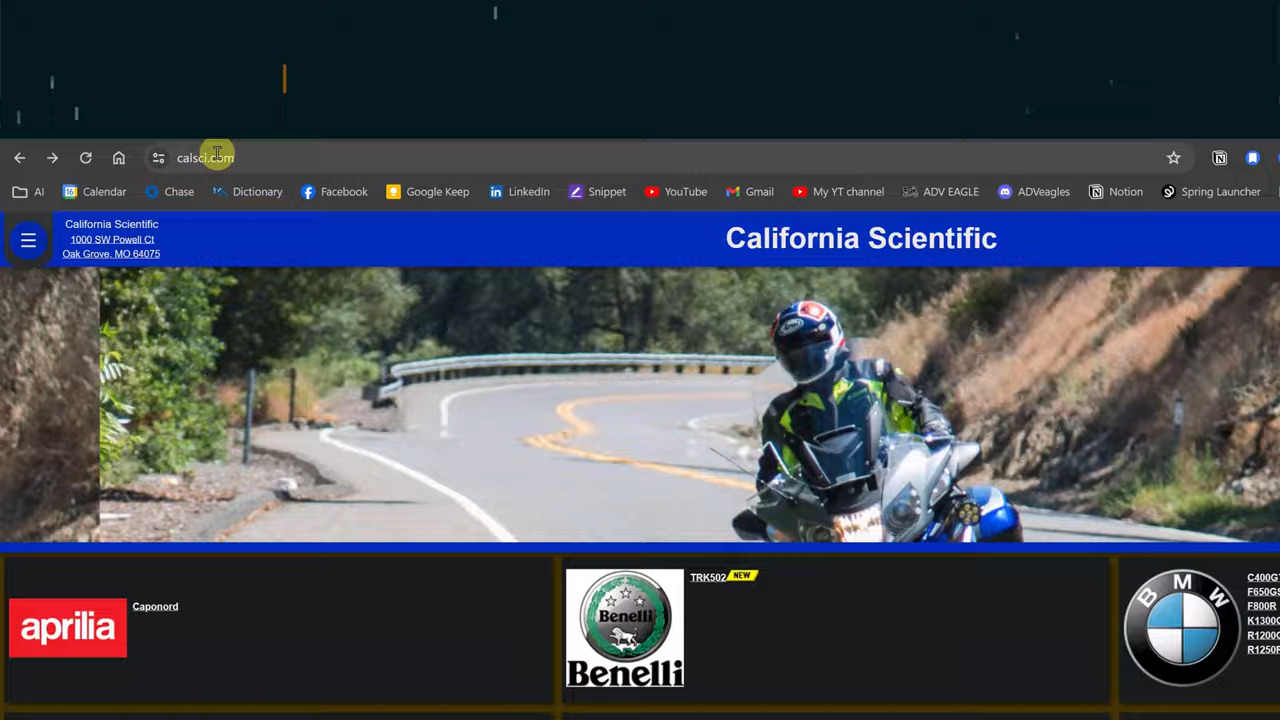 calsci.com
AI
16
Calendar
Chase
Dictionary
Facebook
Google Keep
LinkedIn
Snippet
YouTube
Gmail
My YT channel
ADV EAGLE
ADVeagles
Notion
Spring Launcher
California Scientific
1000 SW Powell Ct
Oak Grove, MO 64075
California Scientific
aprilia
Caponord
Benelli
Benelli
TRK502 NEW
BMW
C400G
F650GS
F800R
K1300
R1200
R1250R